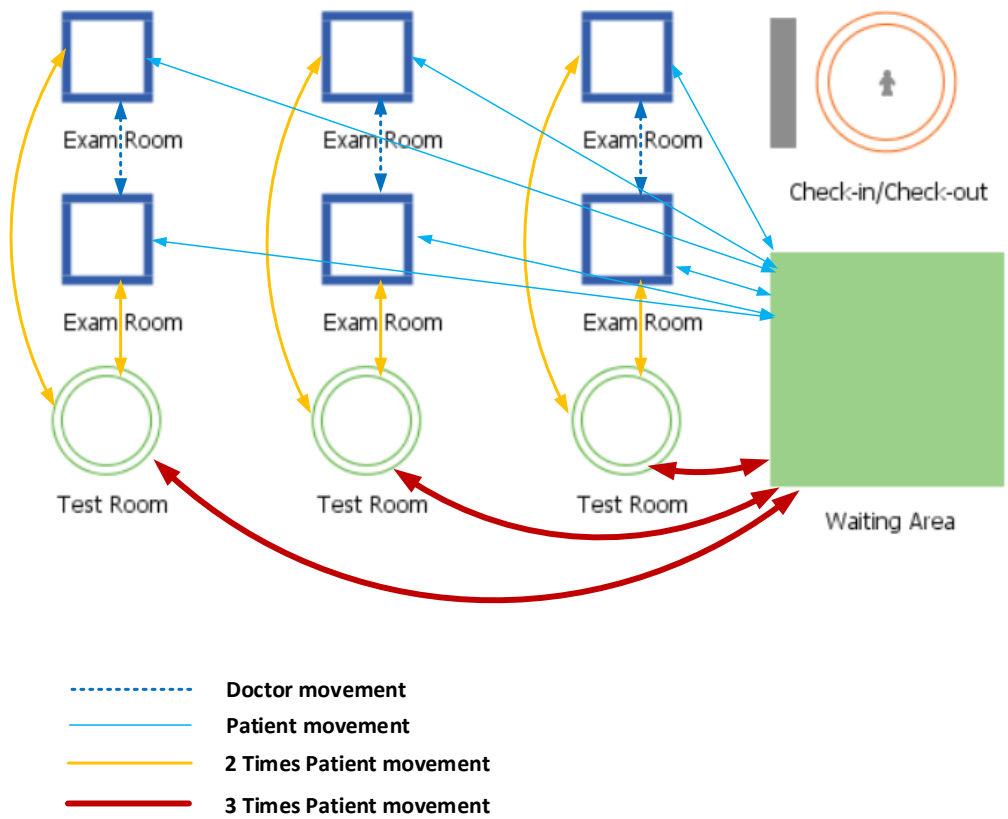 Exam Room
Exam Room
Exam Room
Check-in/Check-out
Exam Room
Exam Room
Exam Room
Test Room
Test Room
Test Room
Waiting Area
Doctor movement
Patient movement
2 Times Patient movement
3 Times Patient movement